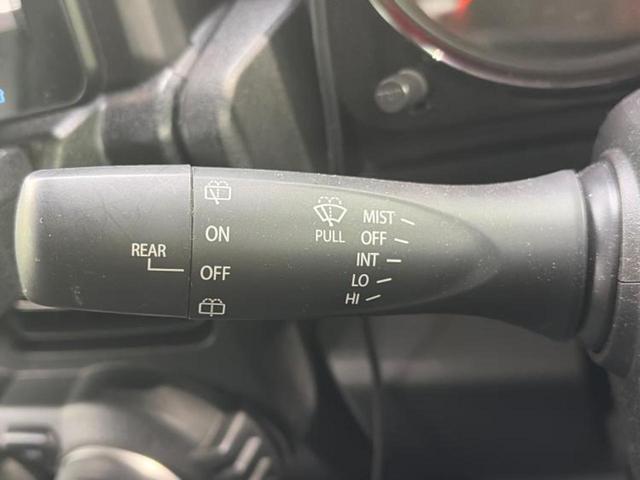 REAR
ON
OFF
PULL
MIST
OFF
INT
LO
HI